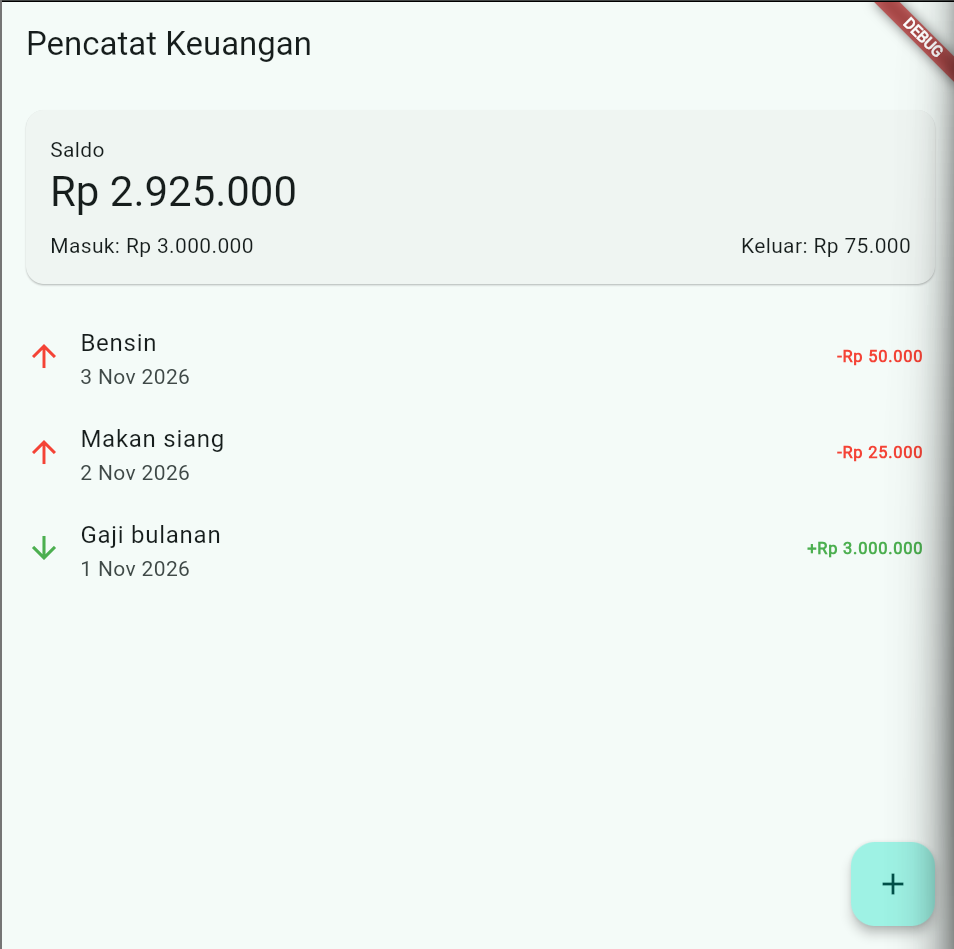 Pencatat Keuangan
DEBUG
Saldo
Rp 2.925.000
Masuk: Rp 3.000.000
Keluar: Rp 75.000
Bensin
3 Nov 2026
-Rp 50.000
Makan siang
2 Nov 2026
-Rp 25.000
Gaji bulanan
1 Nov 2026
+Rp 3.000.000